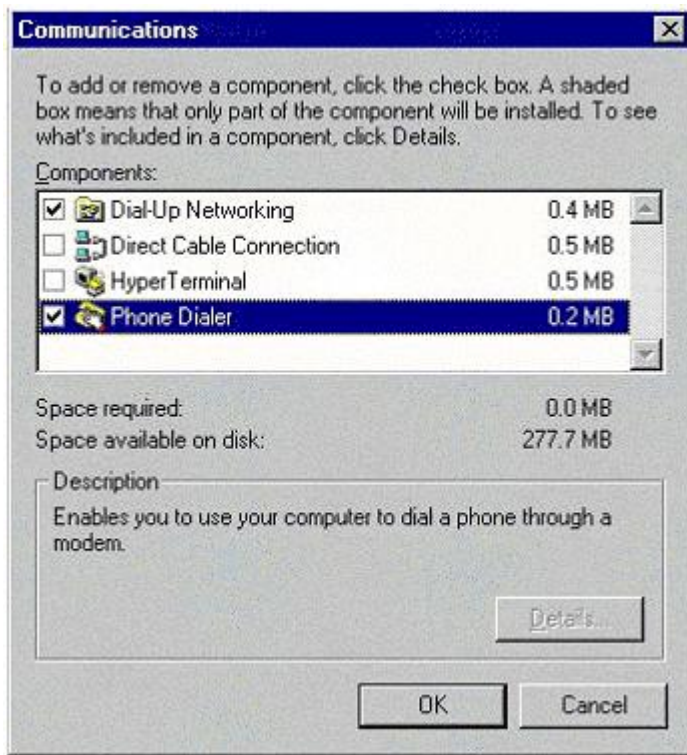 Communications
To add or remove a component, click the check box. A shaded
box means that only part of the component will be installed. To see
what's included in a component, click Details.
Components:
Dial-Up Networking 0.4 MB
Direct Cable Connection 0.5 MB
HyperTerminal 0.5 MB
Phone Dialer 0.2 MB
Space required: 0.0 MB
Space available on disk: 277.7 MB
Description
Enables you to use your computer to dial a phone through a
modem.
Details...
OK Cancel